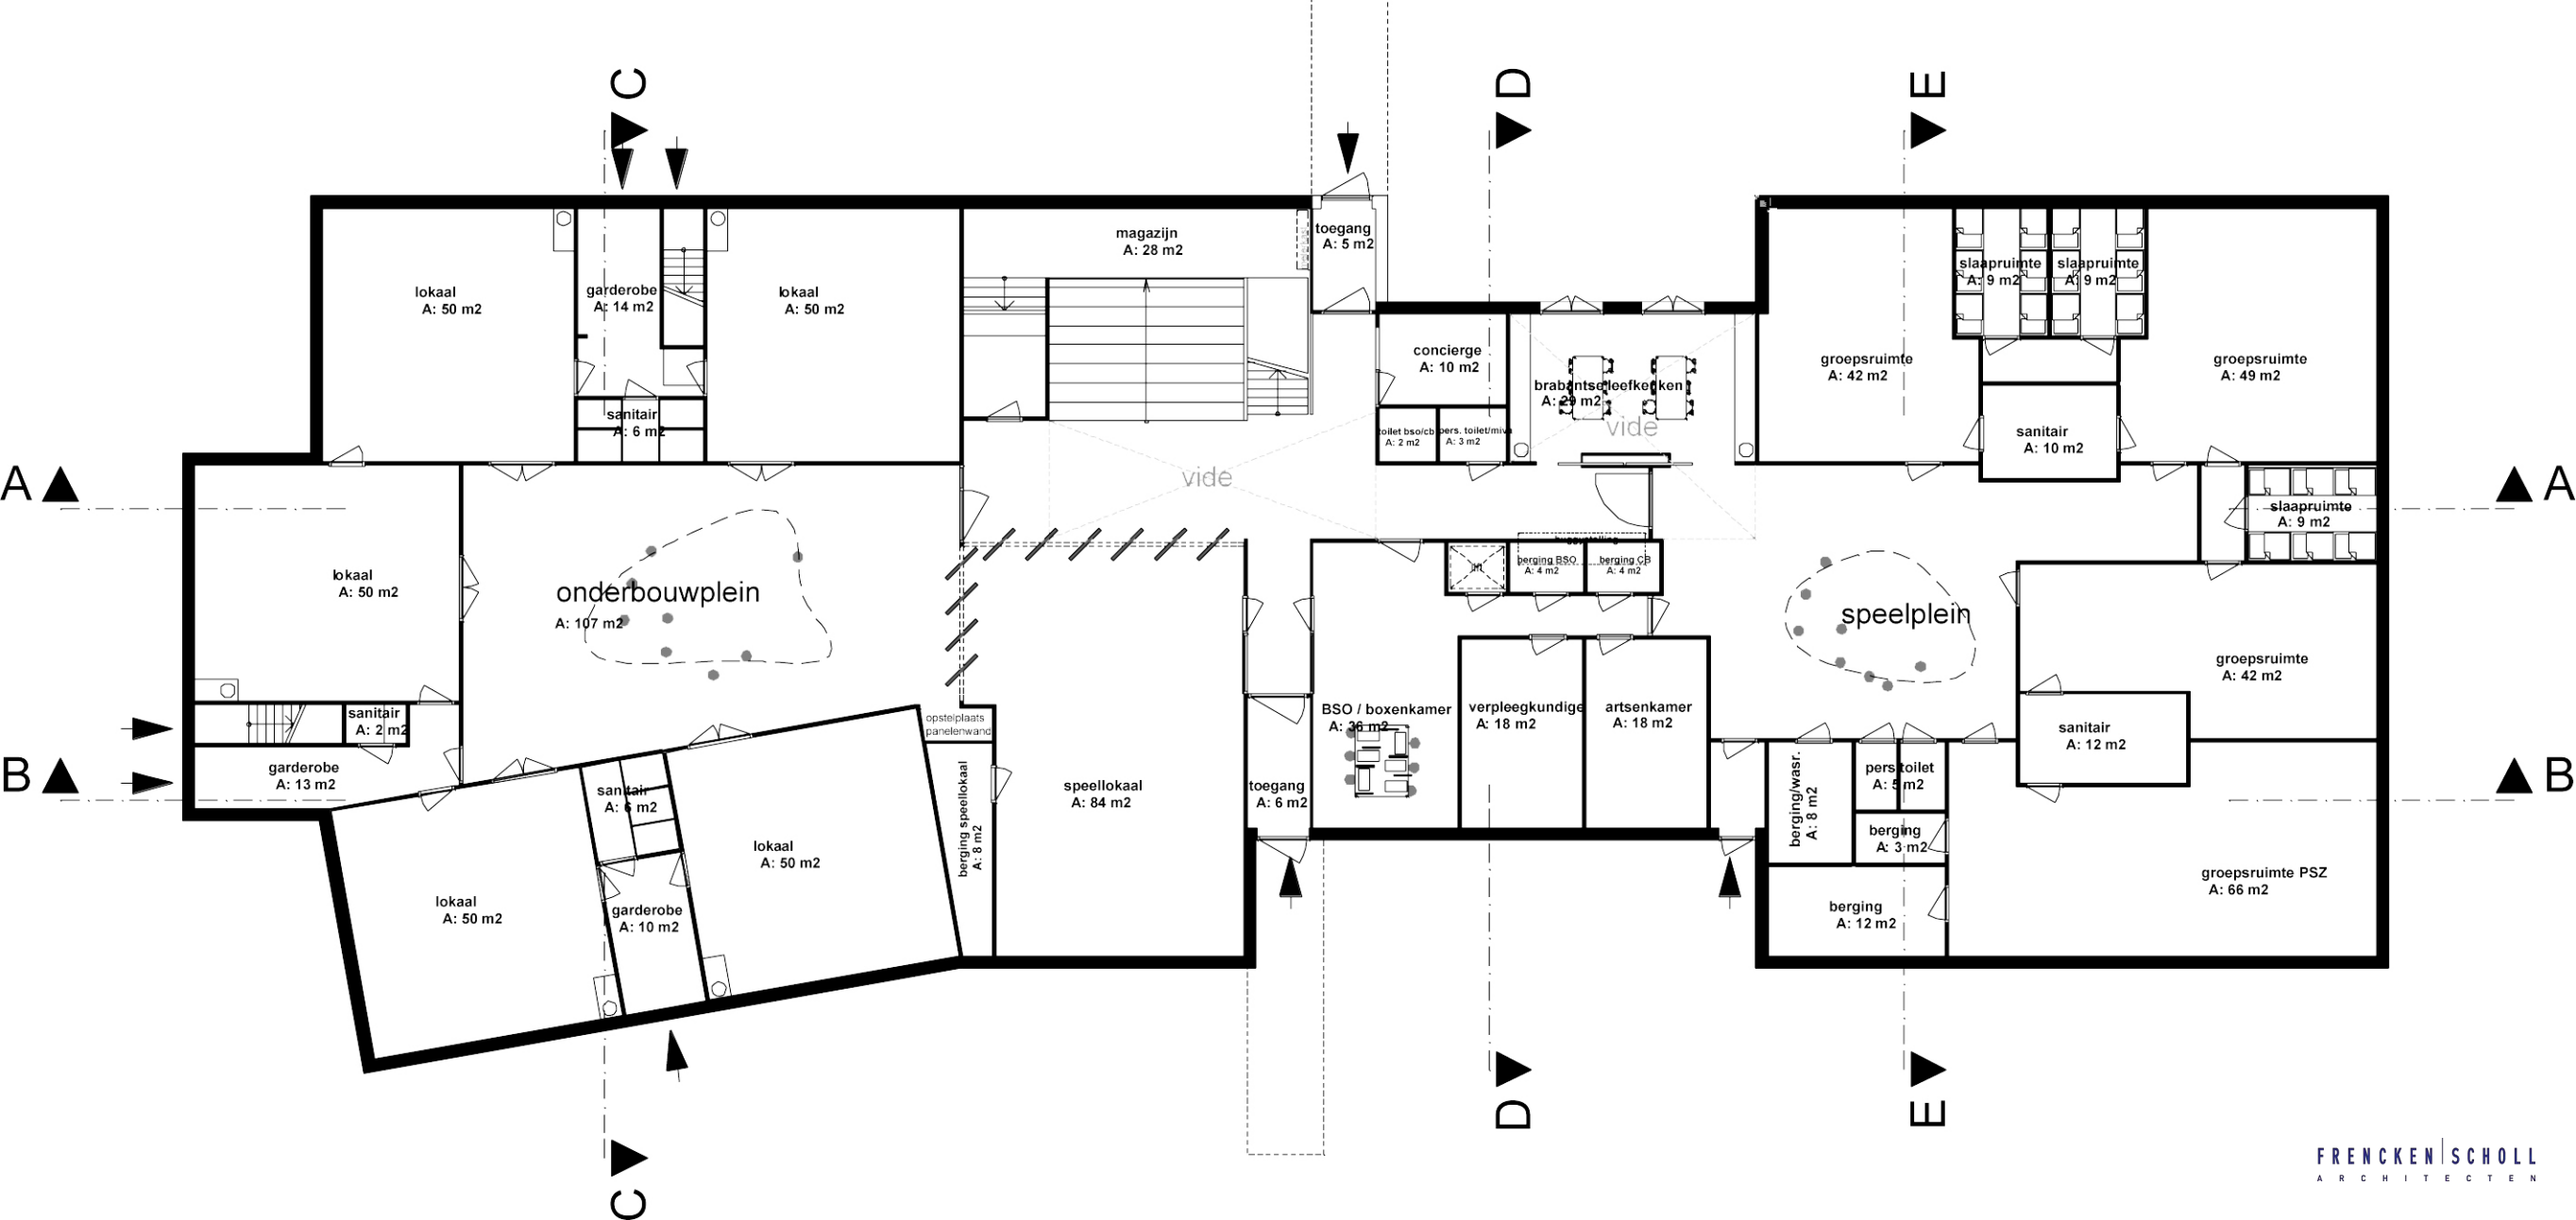 C
D
E
magazijn
A: 28 m2
toegang
A: 5 m2
lokaal
A: 50 m2
garderobe
A: 14 m2
lokaal
A: 50 m2
slaapruimte
A: 9 m2
slaapruimte
A: 9 m2
concierge
A: 10 m2
groepsruimte
A: 42 m2
groepsruimte
A: 49 m2
A: 29 m2
vide
sanitair
A: 6 m2
toilet bso/cb
A: 2 m2
pers. toilet/miva
A: 3 m2
sanitair
A: 10 m2
A
vide
A
slaapruimte
A: 9 m2
lokaal
A: 50 m2
onderbouwplein
A: 107 m2
lift
berging BSO
A: 4 m2
berging CB
A: 4 m2
speelplein
groepsruimte
A: 42 m2
sanitair
A: 2 m2
opstelplaats
panelenwand
BSO / boxenkamer
A: 36 m2
verpleegkundige
A: 18 m2
artsenkamer
A: 18 m2
sanitair
A: 12 m2
B
garderobe
A: 13 m2
sanitair
A: 6 m2
berging speellokaal
A: 8 m2
speellokaal
A: 84 m2
toegang
A: 6 m2
berging/wasr.
A: 8 m2
pers toilet
A: 5 m2
B
berging
A: 3 m2
lokaal
A: 50 m2
lokaal
A: 50 m2
garderobe
A: 10 m2
berging
A: 12 m2
groepsruimte PSZ
A: 66 m2
C
D
E
FRENCKEN SCHOLL
ARCHITECTEN